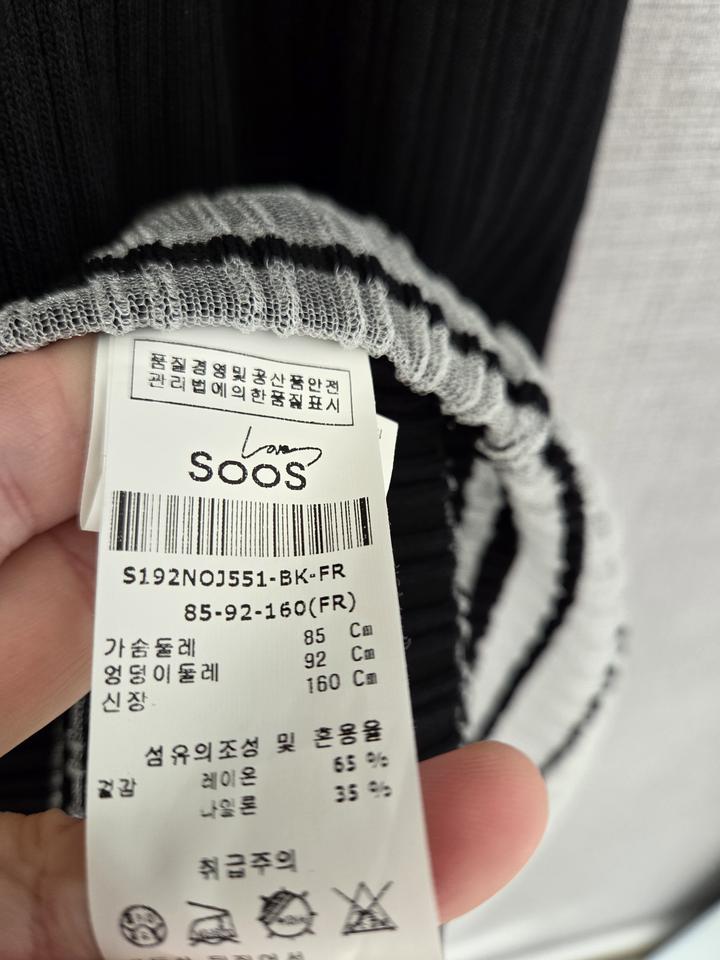 품질경영및공산품안전
관리법에의한품질표시
Lovers
SOOS
S192NOJ551-BK-FR
85-92-160(FR)
가슴둘레 85 Cm
엉덩이둘레 92 Cm
신장 160 Cm
섬유의조성 및 혼용율
겉감 레이온 65 %
나일론 35 %
취급주의